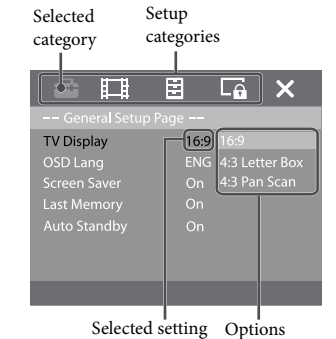 Selected
category
Setup
categories
-- General Setup Page --
TV Display 16:9 16:9
OSD Lang ENG 4:3 Letter Box
Screen Saver On 4:3 Pan Scan
Last Memory On
Auto Standby On
Selected setting Options